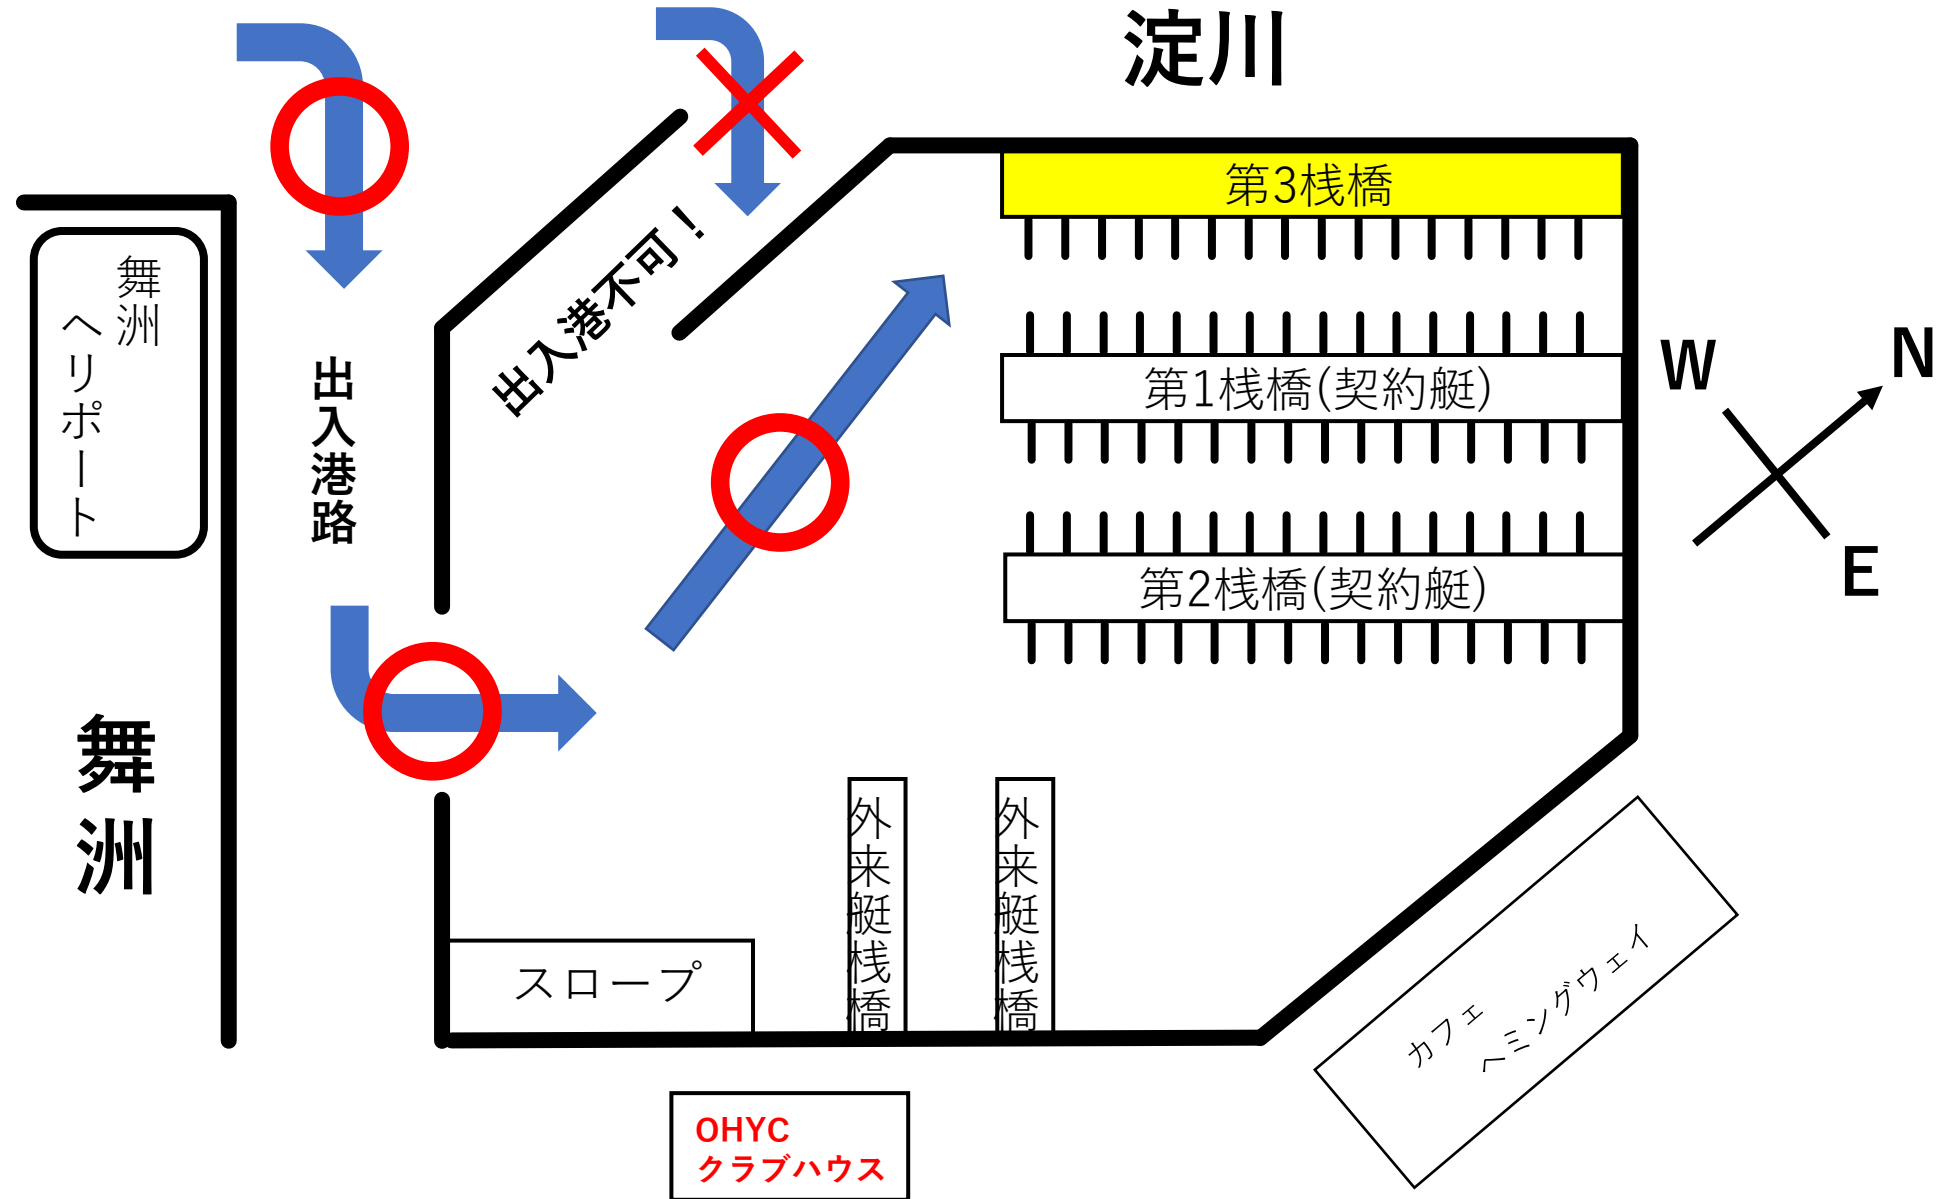 淀川
第3桟橋
出入港不可！
舞洲
ヘリポート
出入港路
第1桟橋(契約艇)
W
N
E
第2桟橋(契約艇)
舞洲
外来艇桟橋
外来艇桟橋
スロープ
カフェ
ヘミングウェイ
OHYC
クラブハウス